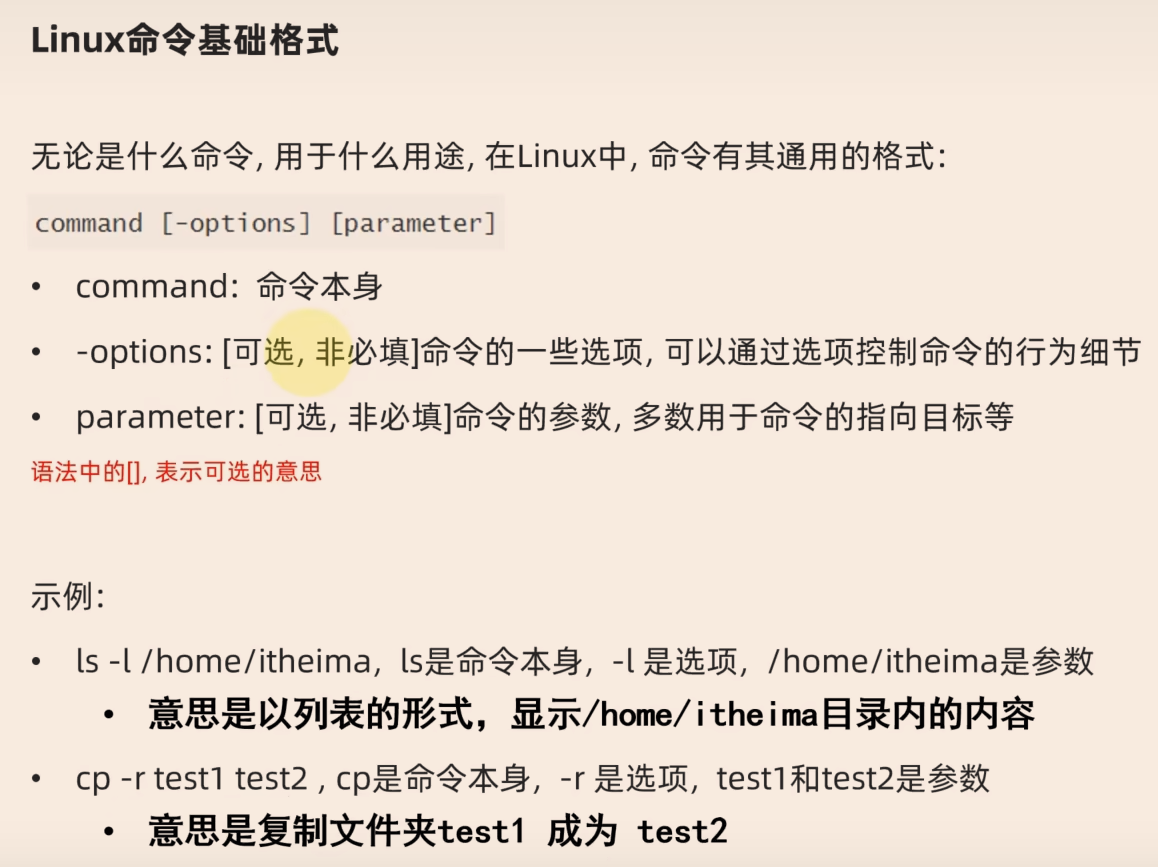 Linux命令基础格式
无论是什么命令, 用于什么用途, 在Linux中, 命令有其通用的格式:
command [-options] [parameter]
• command: 命令本身
• -options: [可选, 非必填]命令的一些选项, 可以通过选项控制命令的行为细节
• parameter: [可选, 非必填]命令的参数, 多数用于命令的指向目标等
语法中的[], 表示可选的意思
示例:
• ls -l /home/itheima, ls是命令本身, -l 是选项, /home/itheima是参数
• 意思是以列表的形式, 显示/home/itheima目录内的内容
• cp -r test1 test2 , cp是命令本身, -r 是选项, test1和test2是参数
• 意思是复制文件夹test1 成为 test2